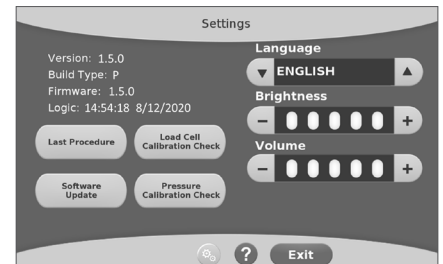 Settings
Version: 1.5.0
Build Type: P
Firmware: 1.5.0
Logic: 14:54:18 8/12/2020
Last Procedure
Load Cell
Calibration Check
Software
Update
Pressure
Calibration Check
Language
▼ ENGLISH ▲
Brightness
− +
Volume
− +
? Exit